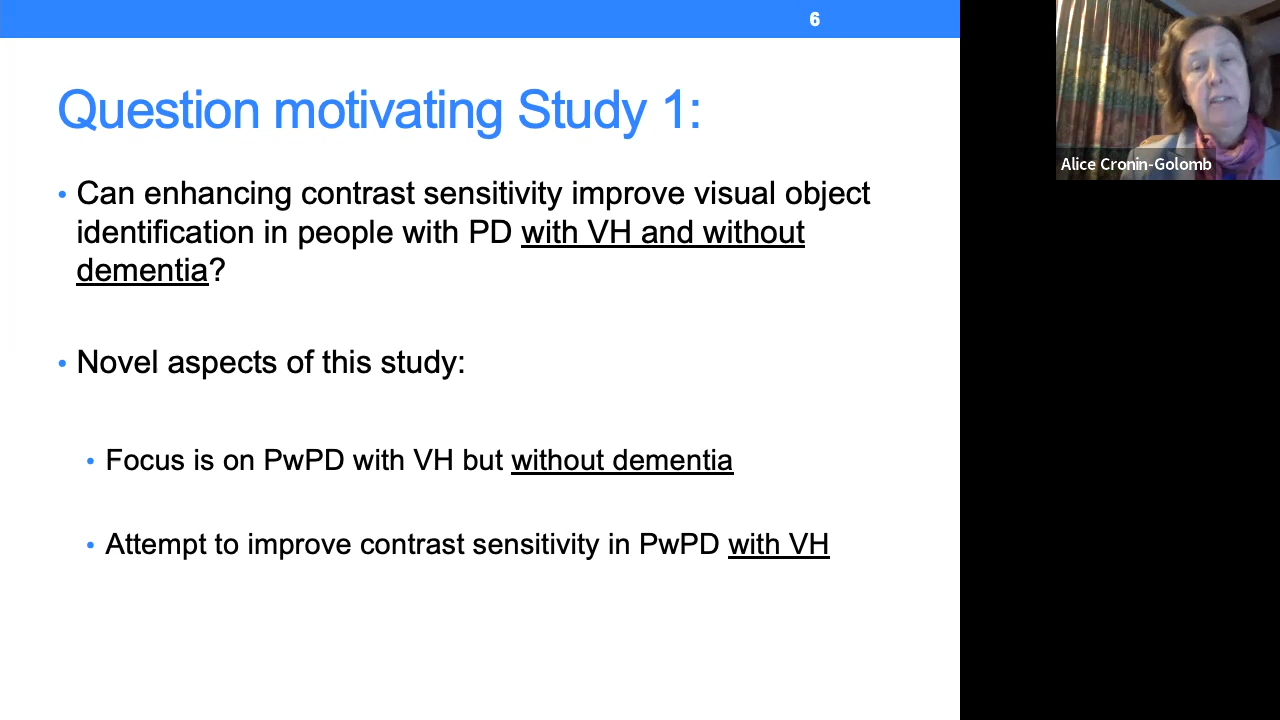 6
Question motivating Study 1:
• Can enhancing contrast sensitivity improve visual object
identification in people with PD with VH and without
dementia?
• Novel aspects of this study:
• Focus is on PwPD with VH but without dementia
• Attempt to improve contrast sensitivity in PwPD with VH
Alice Cronin-Golomb